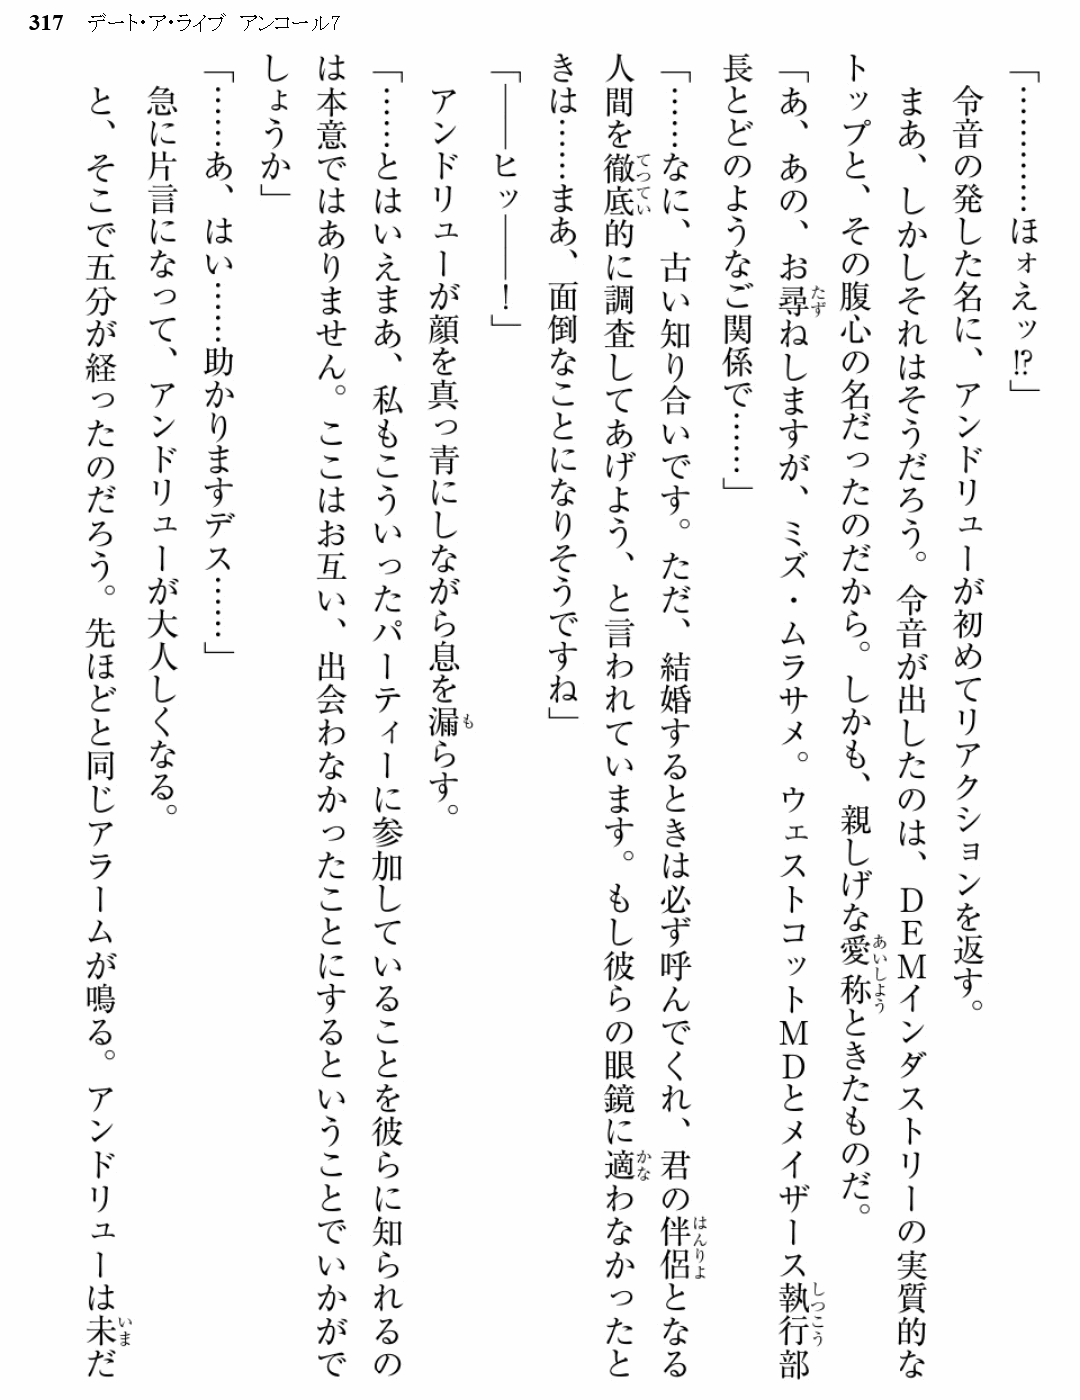 317 デート・ア・ライブ アンコール7
「…………ほォえッ!?」
令音の発した名に、アンドリューが初めてリアクションを返す。
まあ、しかしそれはそうだろう。令音が出したのは、DEMインダストリーの実質的な
トップと、その腹心の名だったのだから。しかも、親しげな愛称ときたものだ。
「あ、あの、お尋ねしますが、ミズ・ムラサメ。ウェストコットMDとメイザース執行部
長とどのようなご関係で……」
「……なに、古い知り合いです。ただ、結婚するときは必ず呼んでくれ、君の伴侶となる
人間を徹底的に調査してあげよう、と言われています。もし彼らの眼鏡に適わなかったと
きは……まあ、面倒なことになりそうですね」
「――ヒッ――!」
アンドリューが顔を真っ青にしながら息を漏らす。
「……とはいえまあ、私もこういったパーティーに参加していることを彼らに知られるの
は本意ではありません。ここはお互い、出会わなかったことにするということでいかがで
しょうか」
「……あ、はい……助かりますデス……」
急に片言になって、アンドリューが大人しくなる。
と、そこで五分が経ったのだろう。先ほどと同じアラームが鳴る。アンドリューは未だ